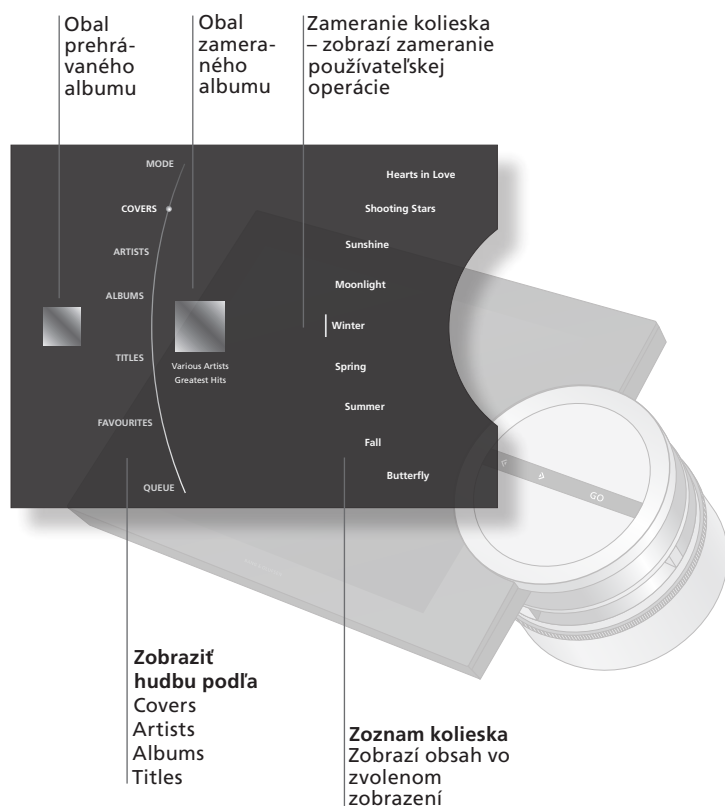 Obal
prehrá-
vaného
albumu
Obal
zamera-
ného
albumu
Zameranie kolieska
– zobrazí zameranie
používateľskej
operácie
MODE
COVERS
ARTISTS
ALBUMS
TITLES
FAVOURITES
QUEUE
Various Artists
Greatest Hits
Hearts in Love
Shooting Stars
Sunshine
Moonlight
Winter
Spring
Summer
Fall
Butterfly
GO
Zobraziť
hudbu podľa
Covers
Artists
Albums
Titles
Zoznam kolieska
Zobrazí obsah vo
zvolenom
zobrazení